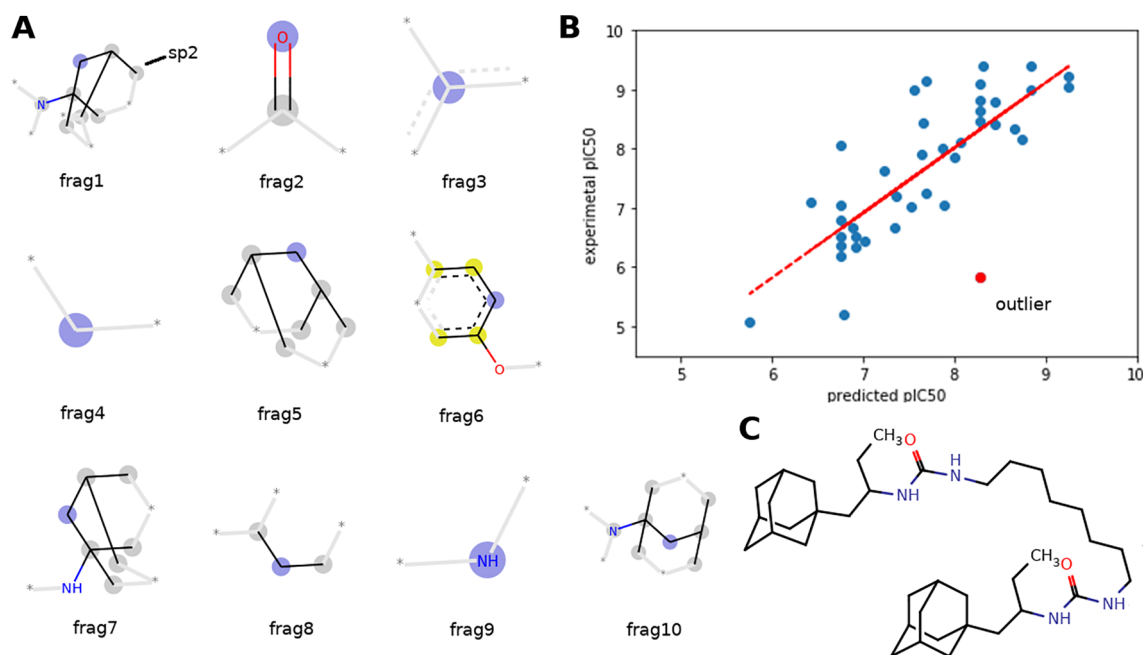 A
sp2
N
frag1
O
frag2
frag3
frag4
frag5
O
frag6
NH
frag7
frag8
NH
frag9
N
frag10
B
experimetal pIC50
10
9
8
7
6
5
outlier
5 6 7 8 9 10
predicted pIC50
C
CH3
O
H
N
NH
CH3
O
NH
NH